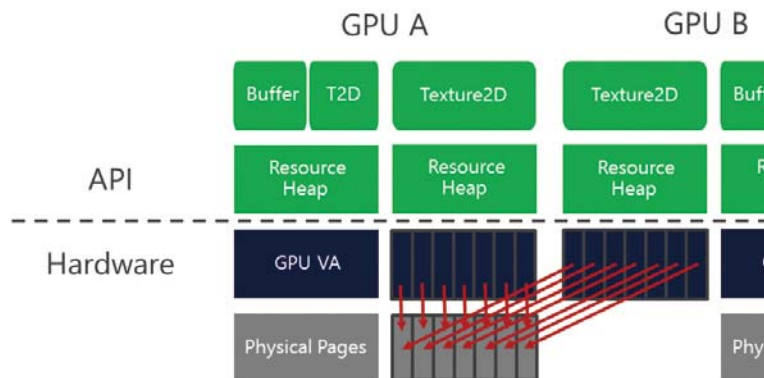 GPU A
GPU B
Buffer
T2D
Texture2D
Texture2D
API
Resource
Heap
Resource
Heap
Resource
Heap
Hardware
GPU VA
Physical Pages